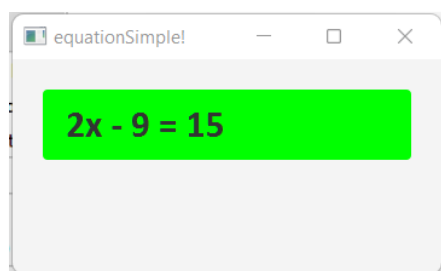 equationSimple!
2x - 9 = 15